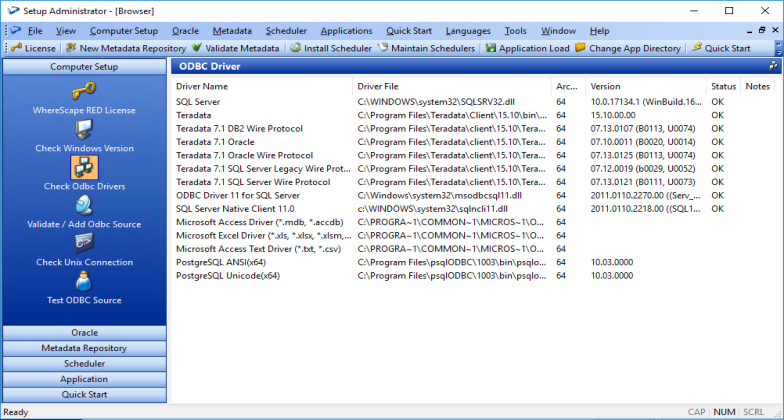 Setup Administrator - [Browser]
File View Computer Setup Oracle Metadata Scheduler Applications Quick Start Languages Tools Window Help
License New Metadata Repository Validate Metadata Install Scheduler Maintain Schedulers Application Load Change App Directory Quick Start
Computer Setup
WhereScape RED License
Check Windows Version
Check Odbc Drivers
Validate / Add Odbc Source
Check Unix Connection
Test ODBC Source
Oracle
Metadata Repository
Scheduler
Application
Quick Start
ODBC Driver
Driver Name Driver File Arc... Version Status Notes
SQL Server C:\WINDOWS\system32\SQLSRV32.dll 64 10.0.17134.1 (WinBuild.16... OK
Teradata C:\Program Files\Teradata\Client\15.10\bin\... 64 15.10.00.00 OK
Teradata 7.1 DB2 Wire Protocol C:\Program Files\Teradata\client\15.10\Tera... 64 07.13.0107 (B0113, U0074) OK
Teradata 7.1 Oracle C:\Program Files\Teradata\client\15.10\Tera... 64 07.10.0011 (B0020, U0014) OK
Teradata 7.1 Oracle Wire Protocol C:\Program Files\Teradata\client\15.10\Tera... 64 07.13.0125 (B0113, U0074) OK
Teradata 7.1 SQL Server Legacy Wire Prot... C:\Program Files\Teradata\client\15.10\Tera... 64 07.12.0019 (b0029, U0052) OK
Teradata 7.1 SQL Server Wire Protocol C:\Program Files\Teradata\client\15.10\Tera... 64 07.13.0121 (B0111, U0073) OK
ODBC Driver 11 for SQL Server C:\Windows\system32\msodbcsql11.dll 64 2011.0110.2270.00 ((Serv_... OK
SQL Server Native Client 11.0 c:\WINDOWS\system32\sqlncli11.dll 64 2011.0110.2218.00 ((SQL1... OK
Microsoft Access Driver (*.mdb, *.accdb) C:\PROGRA~1\COMMON~1\MICROS~1\O... 64
Microsoft Excel Driver (*.xls, *.xlsx, *.xlsm,... C:\PROGRA~1\COMMON~1\MICROS~1\O... 64
Microsoft Access Text Driver (*.txt, *.csv) C:\PROGRA~1\COMMON~1\MICROS~1\O... 64
PostgreSQL ANSI(x64) C:\Program Files\psqlODBC\1003\bin\psqlo... 64 10.03.0000
PostgreSQL Unicode(x64) C:\Program Files\psqlODBC\1003\bin\psqlo... 64 10.03.0000
Ready CAP NUM SCRL